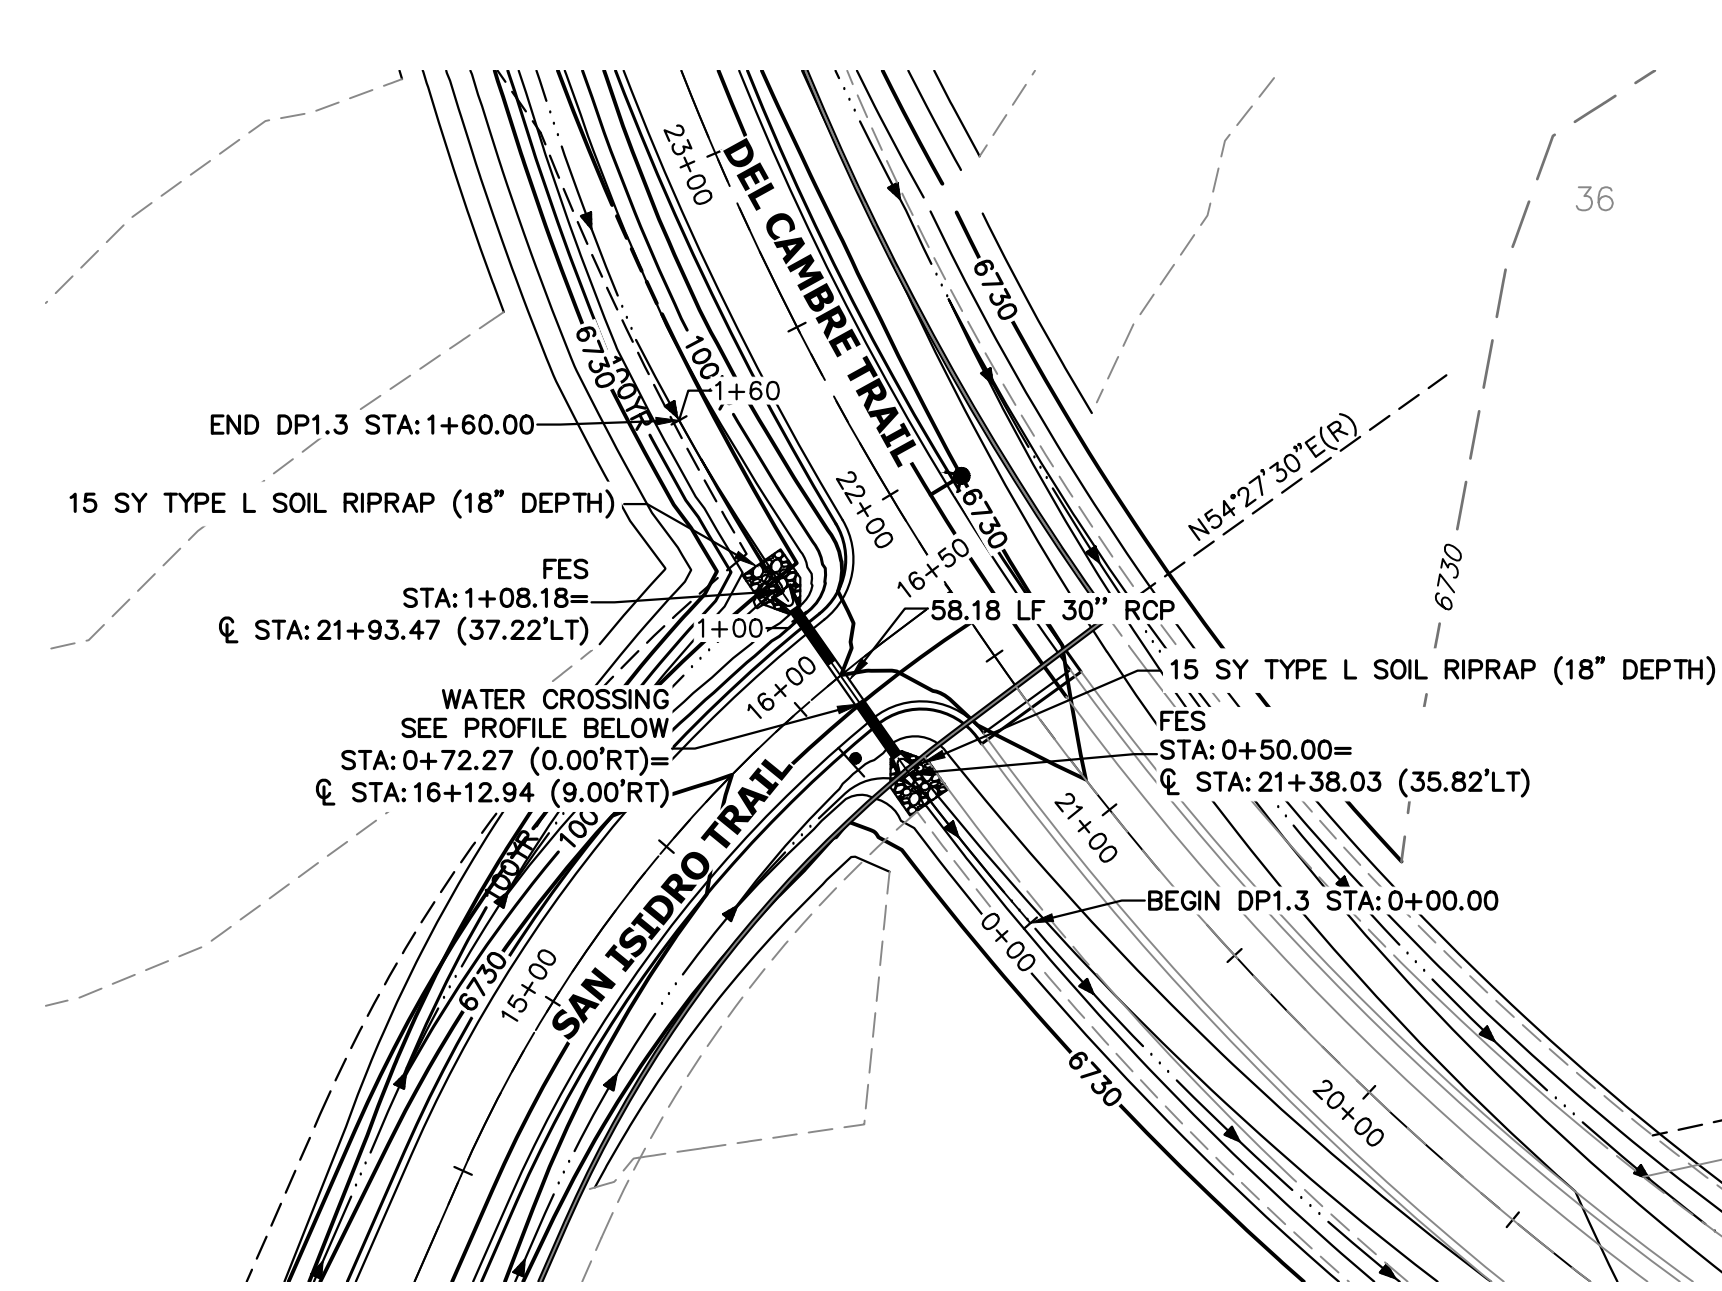 23+00
DEL CAMBRE TRAIL
36
6730
6730
100YR
100
1+60
END DP1.3 STA:1+60.00
N54°27'30"E(R)
15 SY TYPE L SOIL RIPRAP (18" DEPTH)
22+00
6730
16+50
6730
FES
STA:1+08.18=
℄ STA:21+93.47 (37.22'LT)
1+00
58.18 LF 30" RCP
16+00
15 SY TYPE L SOIL RIPRAP (18" DEPTH)
WATER CROSSING
SEE PROFILE BELOW
STA:0+72.27 (0.00'RT)=
℄ STA:16+12.94 (9.00'RT)
FES
STA:0+50.00=
℄ STA:21+38.03 (35.82'LT)
21+00
100
100YR
SAN ISIDRO TRAIL
BEGIN DP1.3 STA:0+00.00
0+00
6730
15+00
6730
20+00